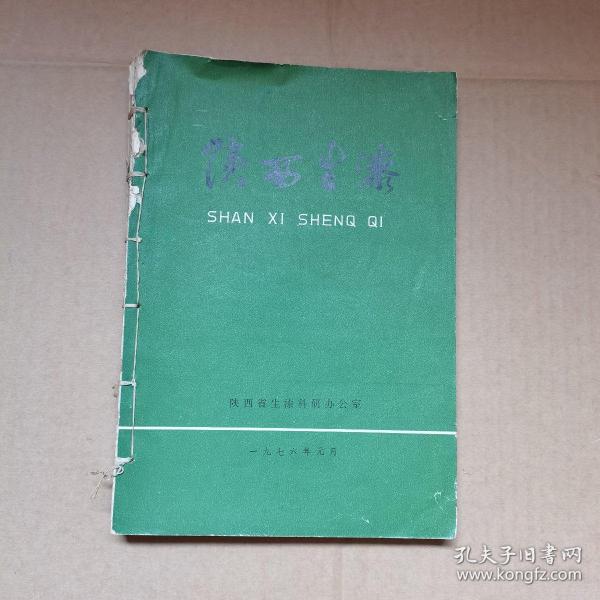 陕西生漆
SHAN XI SHENQ QI
陕西省生漆科研办公室
一九七六年元月
孔夫子旧书网
www.kongfz.com